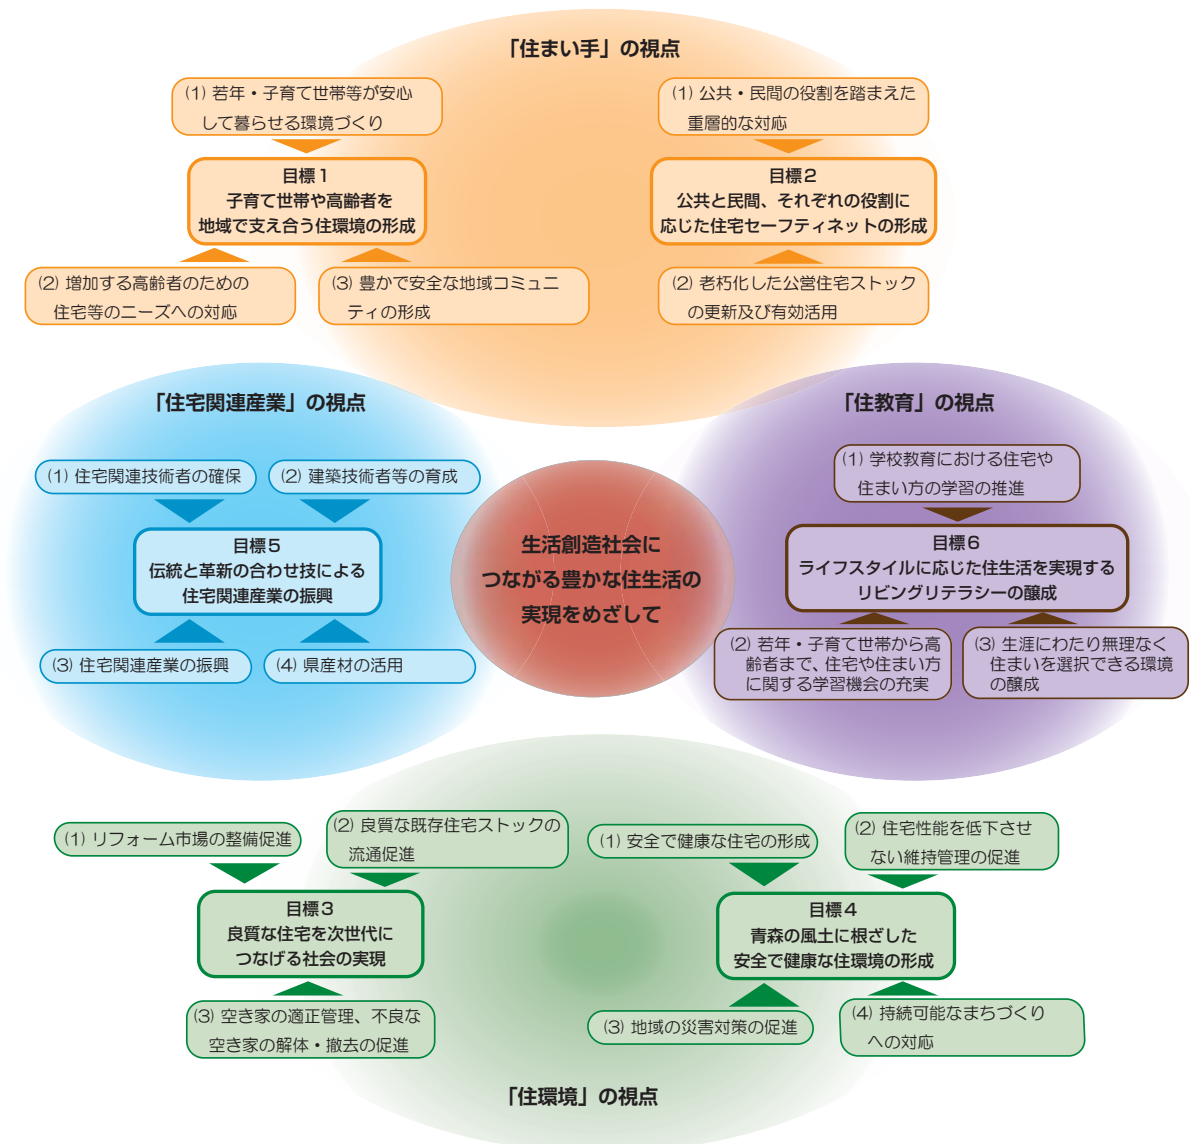 「住まい手」の視点
(1) 若年・子育て世帯等が安心
して暮らせる環境づくり
目標1
子育て世帯や高齢者を
地域で支え合う住環境の形成
(2) 増加する高齢者のための
住宅等のニーズへの対応
(3) 豊かで安全な地域コミュニ
ティの形成
(1) 公共・民間の役割を踏まえた
重層的な対応
目標2
公共と民間、それぞれの役割に
応じた住宅セーフティネットの形成
(2) 老朽化した公営住宅ストック
の更新及び有効活用
「住宅関連産業」の視点
(1) 住宅関連技術者の確保
(2) 建築技術者等の育成
目標5
伝統と革新の合わせ技による
住宅関連産業の振興
(3) 住宅関連産業の振興
(4) 県産材の活用
生活創造社会に
つながる豊かな住生活の
実現をめざして
「住教育」の視点
(1) 学校教育における住宅や
住まい方の学習の推進
目標6
ライフスタイルに応じた住生活を実現する
リビングリテラシーの醸成
(2) 若年・子育て世帯から高
齢者まで、住宅や住まい方
に関する学習機会の充実
(3) 生涯にわたり無理なく
住まいを選択できる環境
の醸成
(1) リフォーム市場の整備促進
(2) 良質な既存住宅ストックの
流通促進
目標3
良質な住宅を次世代に
つなげる社会の実現
(3) 空き家の適正管理、不良な
空き家の解体・撤去の促進
(1) 安全で健康な住宅の形成
(2) 住宅性能を低下させ
ない維持管理の促進
目標4
青森の風土に根ざした
安全で健康な住環境の形成
(3) 地域の災害対策の促進
(4) 持続可能なまちづくり
への対応
「住環境」の視点